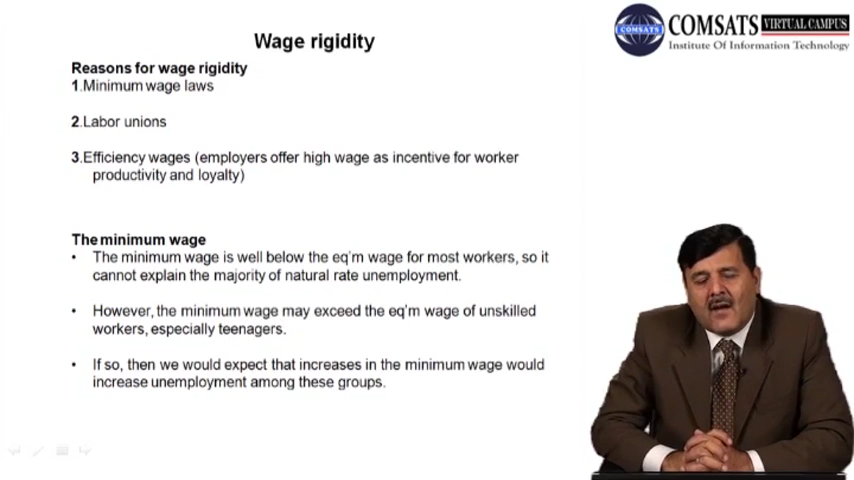 Wage rigidity
COMSATS VIRTUAL CAMPUS
Institute Of Information Technology
COMSATS
Reasons for wage rigidity
1.Minimum wage laws
2.Labor unions
3.Efficiency wages (employers offer high wage as incentive for worker
productivity and loyalty)
The minimum wage
• The minimum wage is well below the eq'm wage for most workers, so it
cannot explain the majority of natural rate unemployment.
• However, the minimum wage may exceed the eq'm wage of unskilled
workers, especially teenagers.
• If so, then we would expect that increases in the minimum wage would
increase unemployment among these groups.